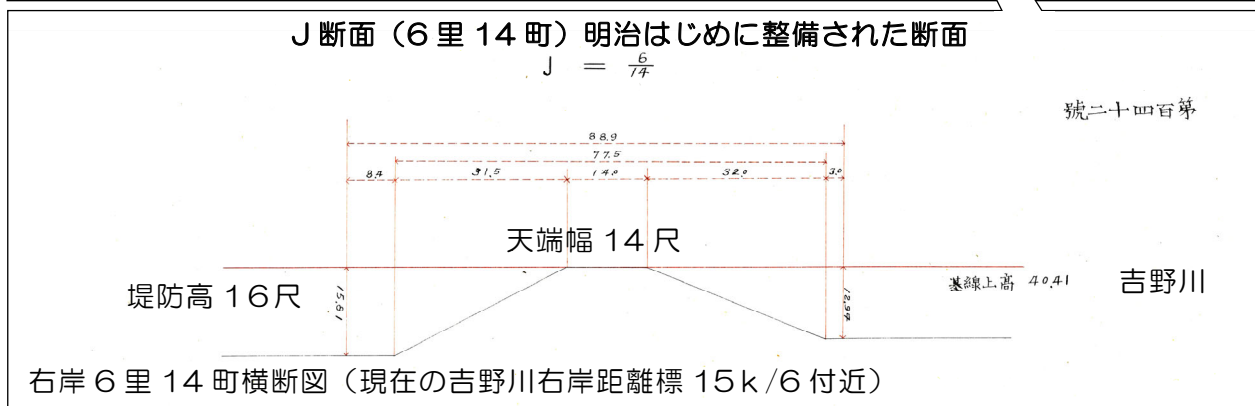 J断面（6里14町）明治はじめに整備された断面
J = 6/14
號二十四百第
88.9
77.5
8.4 31.5 14.0 32.0 3.0
天端幅14尺
堤防高16尺
15.61
12.97
基線上高 40.41
吉野川
右岸6里14町横断図（現在の吉野川右岸距離標15k/6付近）